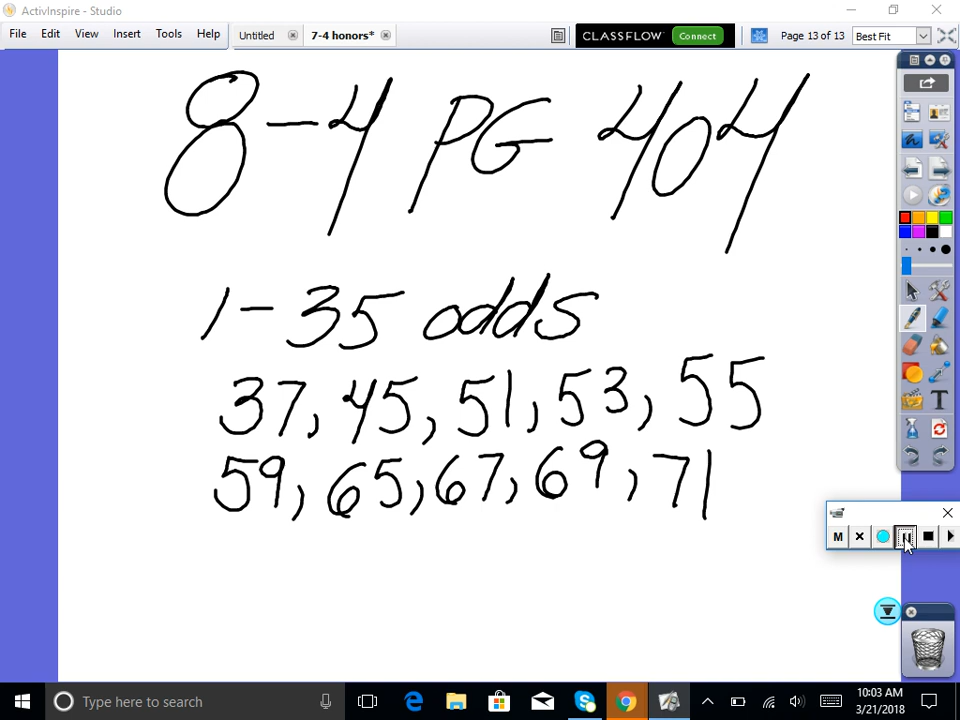 ActivInspire - Studio
File Edit View Insert Tools Help Untitled 7-4 honors* CLASSFLOW Connect Page 13 of 13 Best Fit
8-4 PG 404
1-35 odds
37, 45, 51, 53, 55
59, 65, 67, 69, 71
M
T
Type here to search
10:03 AM
3/21/2018